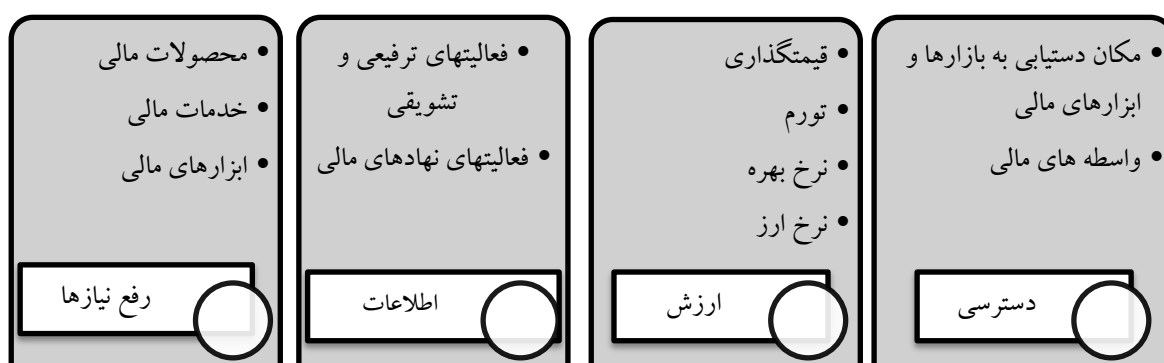 • مکان دستیابی به بازارها و
ابزارهای مالی
• واسطه های مالی
دسترسی
• قیمتگذاری
• تورم
• نرخ بهره
• نرخ ارز
ارزش
• فعالیتهای ترفیعی و
تشویقی
• فعالیتهای نهادهای مالی
اطلاعات
• محصولات مالی
• خدمات مالی
• ابزارهای مالی
رفع نیازها